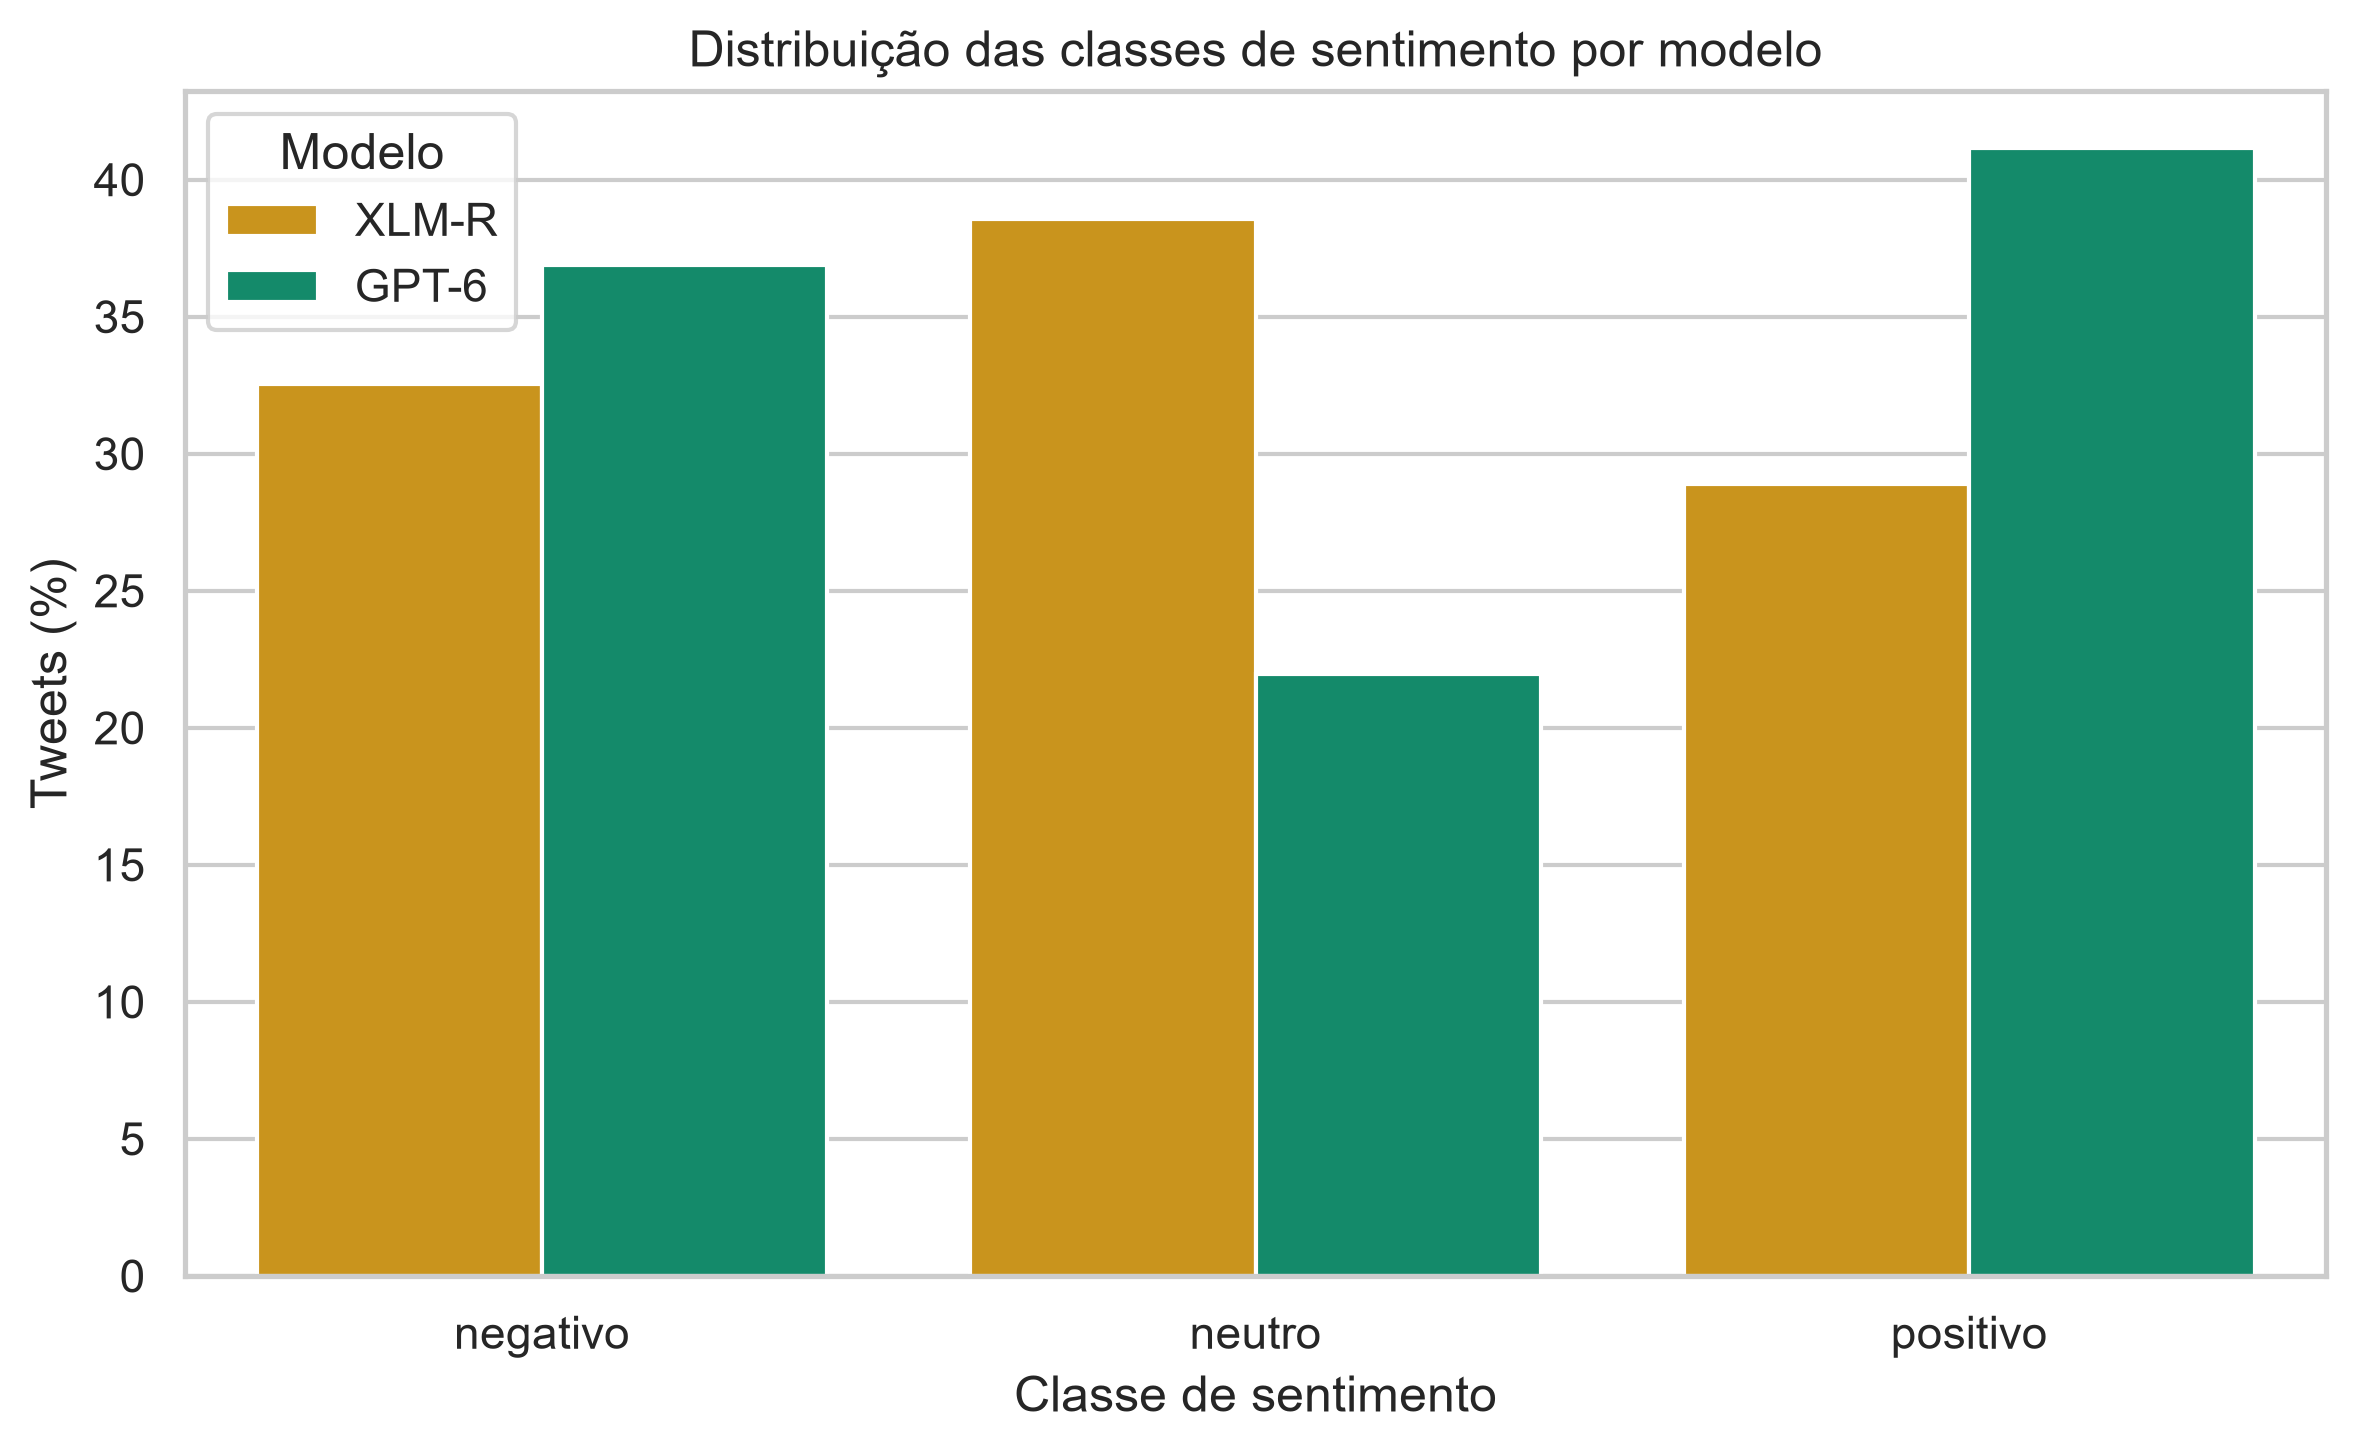 Distribuição das classes de sentimento por modelo
Modelo
XLM-R
GPT-6
Tweets (%)
40
35
30
25
20
15
10
5
0
negativo
neutro
positivo
Classe de sentimento